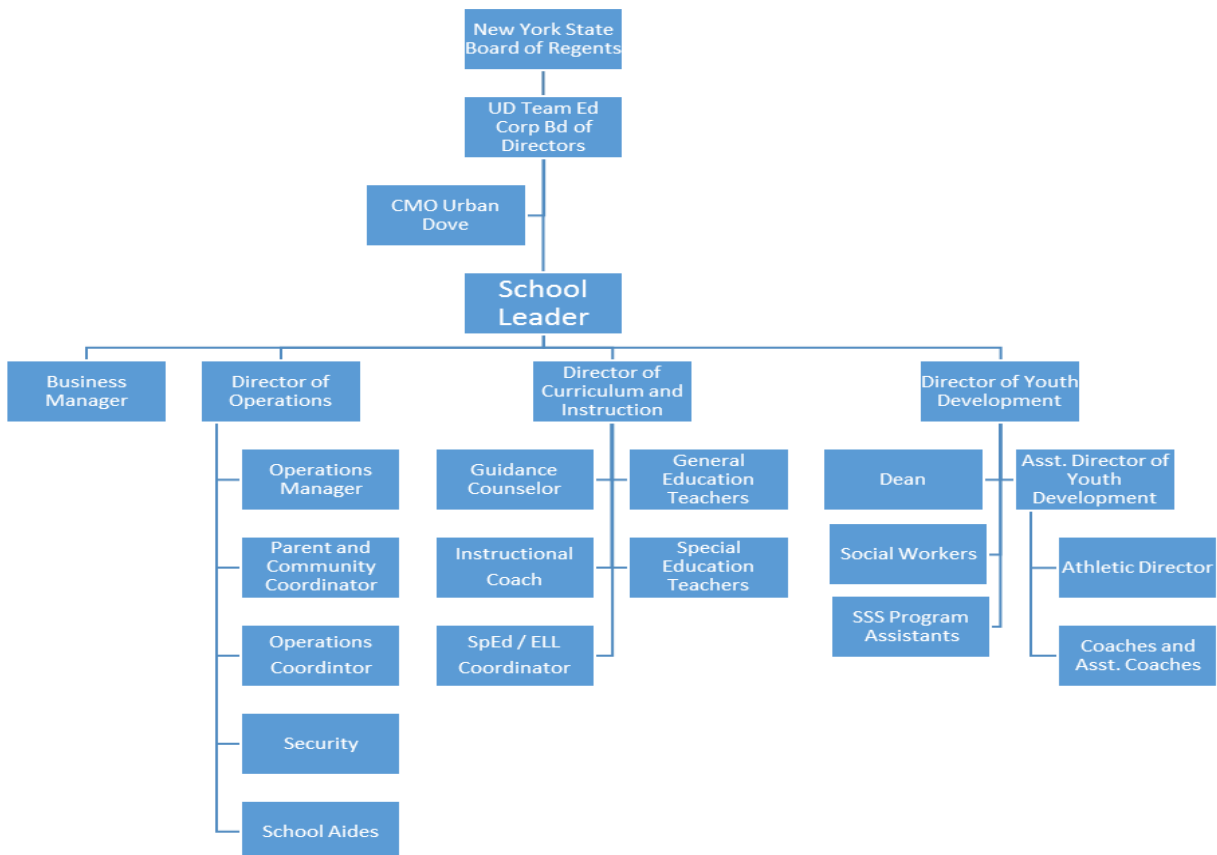 New York State
Board of Regents
UD Team Ed
Corp Bd of
Directors
CMO Urban
Dove
School
Leader
Business
Manager
Director of
Operations
Director of
Curriculum and
Instruction
Director of Youth
Development
Operations
Manager
Parent and
Community
Coordinator
Operations
Coordintor
Security
School Aides
Guidance
Counselor
General
Education
Teachers
Instructional
Coach
Special
Education
Teachers
SpEd / ELL
Coordinator
Dean
Asst. Director of
Youth
Development
Social Workers
SSS Program
Assistants
Athletic Director
Coaches and
Asst. Coaches